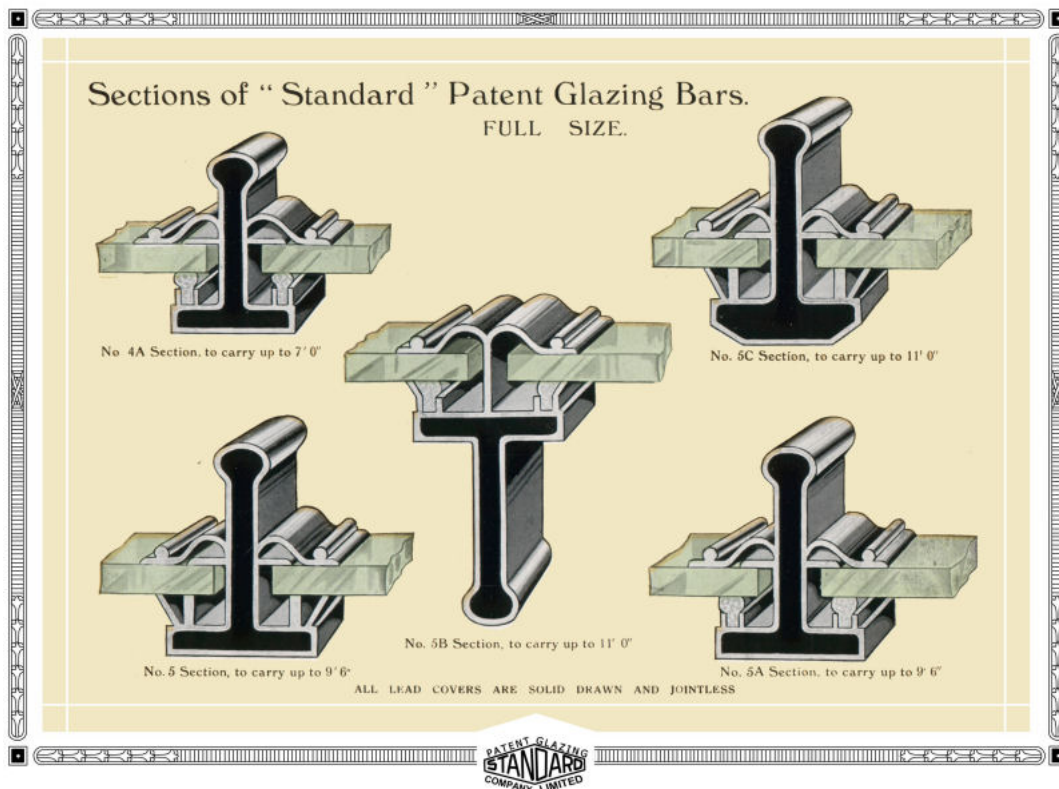 Sections of “ Standard ” Patent Glazing Bars.
FULL SIZE.
No 4A Section, to carry up to 7' 0"
No. 5C Section, to carry up to 11' 0"
No. 5 Section, to carry up to 9' 6"
No. 5B Section, to carry up to 11' 0"
No. 5A Section, to carry up to 9' 6"
ALL LEAD COVERS ARE SOLID DRAWN AND JOINTLESS
PATENT GLAZING
STANDARD
COMPANY LIMITED